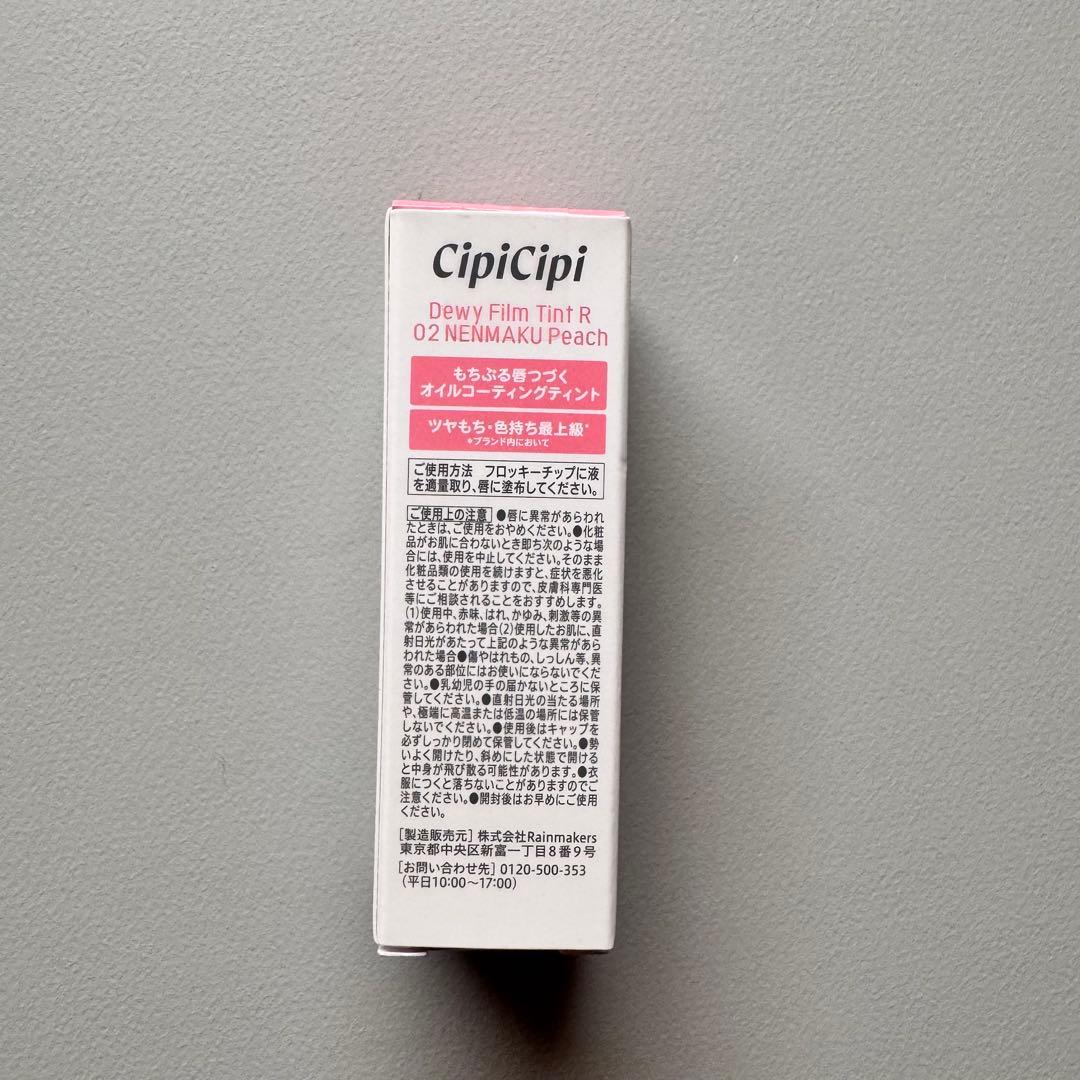 CipiCipi
Dewy Film Tint R
02 NENMAKU Peach
もちぷる唇つづく
オイルコーティングティント
ツヤもち・色持ち最上級*
*ブランド内において
ご使用方法　フロッキーチップに液
を適量取り、唇に塗布してください。
ご使用上の注意 ●唇に異常があらわれ
たときは、ご使用をおやめください。●化粧
品がお肌に合わないとき即ち次のような場
合には、使用を中止してください。そのまま
化粧品類の使用を続けますと、症状を悪化
させることがありますので、皮膚科専門医
等にご相談されることをおすすめします。
(1)使用中、赤味、はれ、かゆみ、刺激等の異
常があらわれた場合(2)使用したお肌に、直
射日光があたって上記のような異常があら
われた場合●傷やはれもの、しっしん等、異
常のある部位にはお使いにならないでくだ
さい。●乳幼児の手の届かないところに保
管してください。●直射日光の当たる場所
や、極端に高温または低温の場所には保管
しないでください。●使用後はキャップを
必ずしっかり閉めて保管してください。●勢
いよく開けたり、斜めにした状態で開ける
と中身が飛び散る可能性があります。●衣
服につくと落ちないことがありますのでご
注意ください。●開封後はお早めにご使用
ください。
[製造販売元] 株式会社Rainmakers
東京都中央区新富一丁目8番9号
[お問い合わせ先] 0120-500-353
(平日10:00～17:00)